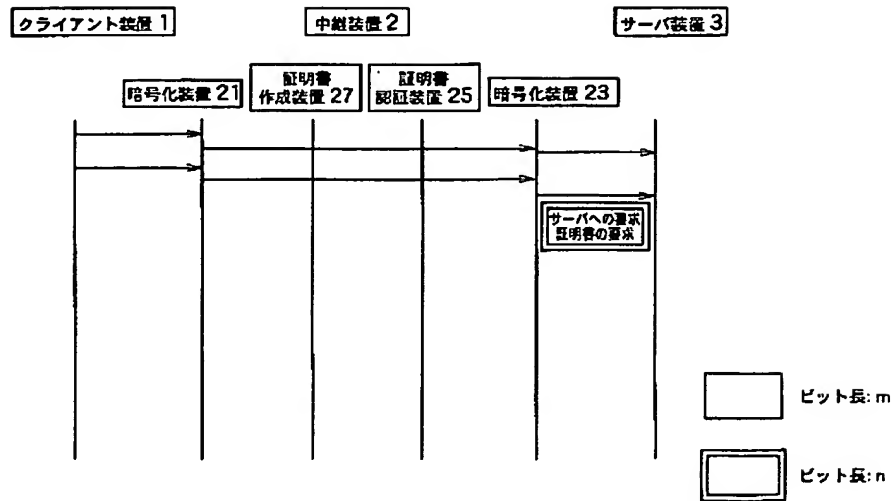 クライアント装置 1
中継装置 2
サーバ装置 3
暗号化装置 21
証明書
作成装置 27
証明書
認証装置 25
暗号化装置 23
サーバへの要求
証明書の要求
ビット長: m
ビット長: n